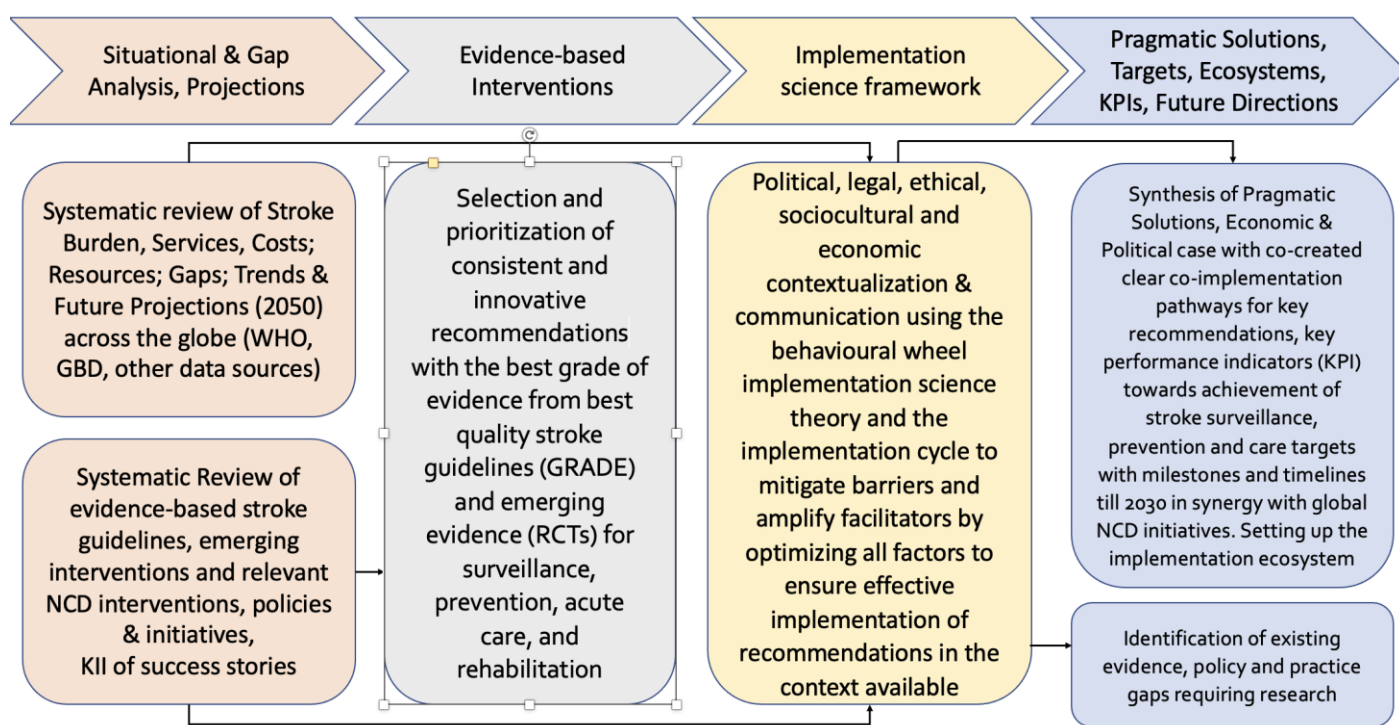 Situational & Gap
Analysis, Projections
Evidence-based
Interventions
Implementation
science framework
Pragmatic Solutions,
Targets, Ecosystems,
KPIs, Future Directions
Systematic review of Stroke
Burden, Services, Costs;
Resources; Gaps; Trends &
Future Projections (2050)
across the globe (WHO,
GBD, other data sources)
Systematic Review of
evidence-based stroke
guidelines, emerging
interventions and relevant
NCD interventions, policies
& initiatives,
KII of success stories
Selection and
prioritization of
consistent and
innovative
recommendations
with the best grade of
evidence from best
quality stroke
guidelines (GRADE)
and emerging
evidence (RCTs) for
surveillance,
prevention, acute
care, and
rehabilitation
Political, legal, ethical,
sociocultural and
economic
contextualization &
communication using the
behavioural wheel
implementation science
theory and the
implementation cycle to
mitigate barriers and
amplify facilitators by
optimizing all factors to
ensure effective
implementation of
recommendations in the
context available
Synthesis of Pragmatic
Solutions, Economic &
Political case with co-created
clear co-implementation
pathways for key
recommendations, key
performance indicators (KPI)
towards achievement of
stroke surveillance,
prevention and care targets
with milestones and timelines
till 2030 in synergy with global
NCD initiatives. Setting up the
implementation ecosystem
Identification of existing
evidence, policy and practice
gaps requiring research